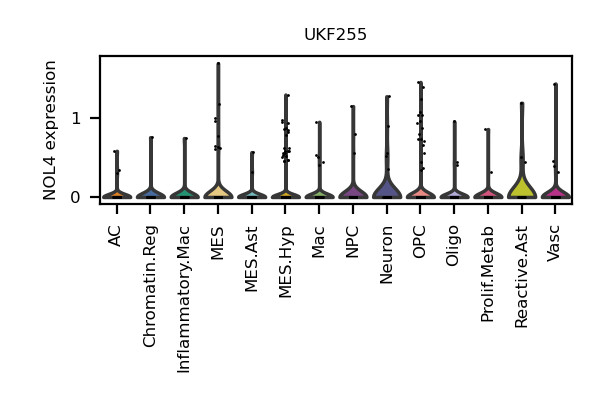 UKF255
NOL4 expression
1
0
AC
Chromatin.Reg
Inflammatory.Mac
MES
MES.Ast
MES.Hyp
Mac
NPC
Neuron
OPC
Oligo
Prolif.Metab
Reactive.Ast
Vasc